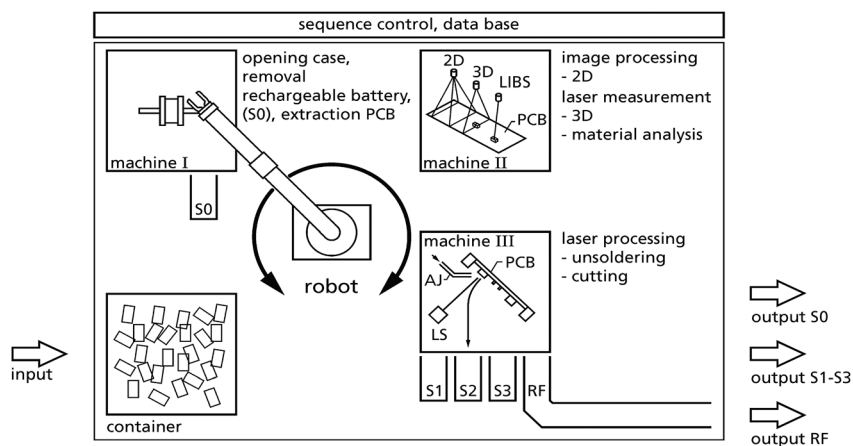 sequence control, data base
opening case,
removal
rechargeable battery,
(S0), extraction PCB
machine I
S0
2D
3D
LIBS
PCB
machine II
image processing
- 2D
laser measurement
- 3D
- material analysis
robot
machine III
PCB
AJ
LS
laser processing
- unsoldering
- cutting
S1
S2
S3
RF
input
container
output S0
output S1-S3
output RF